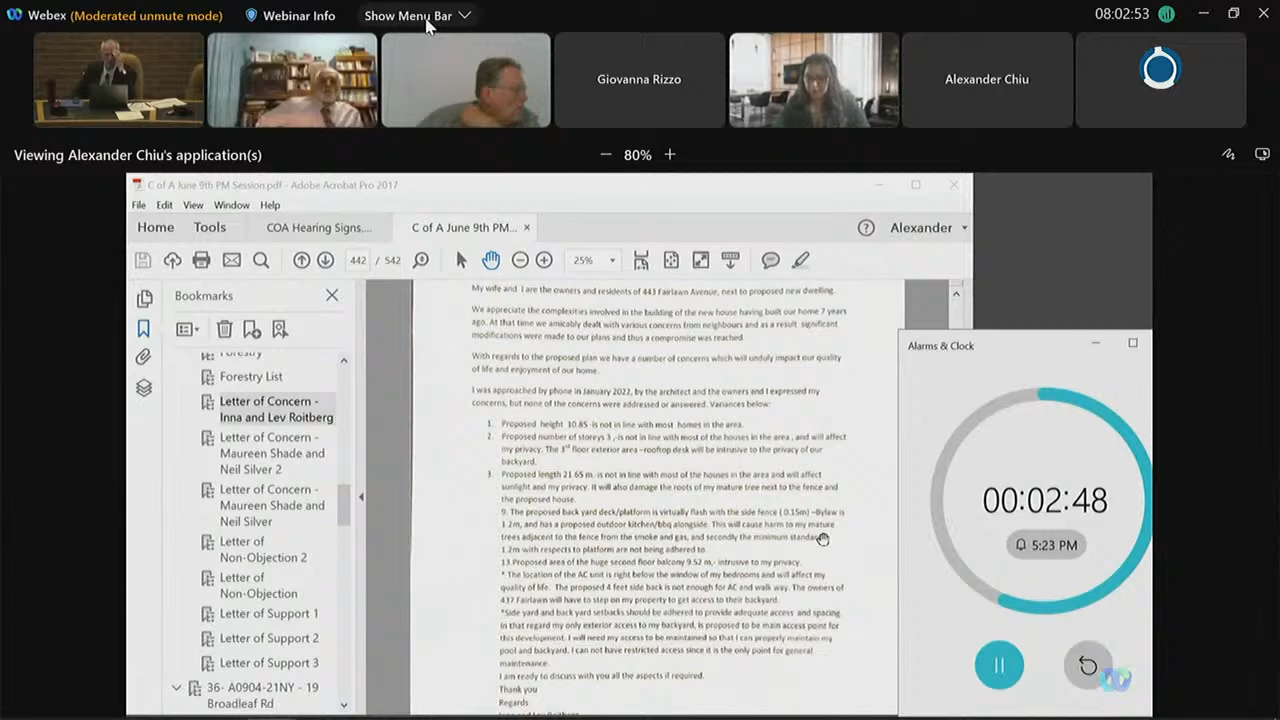 Webex (Moderated unmute mode) Webinar Info Show Menu Bar 08:02:53
Giovanna Rizzo
Alexander Chiu
Viewing Alexander Chiu's application(s) 80%
C of A June 9th PM Session.pdf - Adobe Acrobat Pro 2017
File Edit View Window Help
Home Tools COA Hearing Signs.... C of A June 9th PM... × Alexander
442 / 542 25%
Bookmarks
Forestry
Forestry List
Letter of Concern -
Inna and Lev Roitberg
Letter of Concern -
Maureen Shade and
Neil Silver 2
Letter of Concern -
Maureen Shade and
Neil Silver
Letter of
Non-Objection 2
Letter of
Non-Objection
Letter of Support 1
Letter of Support 2
Letter of Support 3
36- A0904-21NY - 19
Broadleaf Rd
My wife and I are the owners and residents of 443 Fairlawn Avenue, next to proposed new dwelling.
We appreciate the complexities involved in the building of the new house having built our home 7 years
ago. At that time we amicably dealt with various concerns from neighbours and as a result significant
modifications were made to our plans and thus a compromise was reached.
With regards to the proposed plan we have a number of concerns which will unduly impact our quality
of life and enjoyment of our home.
I was approached by phone in January 2022, by the architect and the owners and I expressed my
concerns, but none of the concerns were addressed or answered. Variances below:
1. Proposed height 10.85 -is not in line with most homes in the area.
2. Proposed number of storeys 3 ,-is not in line with most of the houses in the area , and will affect
my privacy. The 3rd floor exterior area –rooftop desk will be intrusive to the privacy of our
backyard.
3. Proposed length 21.65 m.-is not in line with most of the houses in the area and will affect
sunlight and my privacy. It will also damage the roots of my mature tree next to the fence and
the proposed house.
9. The proposed back yard deck/platform is virtually flash with the side fence ( 0.15m) –Bylaw is
1.2m, and has a proposed outdoor kitchen/bbq alongside. This will cause harm to my mature
trees adjacent to the fence from the smoke and gas, and secondly the minimum standa
1.2m with respects to platform are not being adhered to.
13.Proposed area of the huge second floor balcony 9.52 m,- intrusive to my privacy.
* The location of the AC unit is right below the window of my bedrooms and will affect my
quality of life. The proposed 4 feet side back is not enough for AC and walk way. The owners of
437 Fairlawn will have to step on my property to get access to their backyard.
*Side yard and back yard setbacks should be adhered to provide adequate access and spacing.
In that regard my only exterior access to my backyard, is proposed to be main access point for
this development. I will need my access to be maintained so that I can properly maintain my
pool and backyard. I can not have restricted access since it is the only point for general
maintenance.
I am ready to discuss with you all the aspects if required.
Thank you
Regards
Inna and Lev Roitberg
Alarms & Clock
00:02:48
5:23 PM